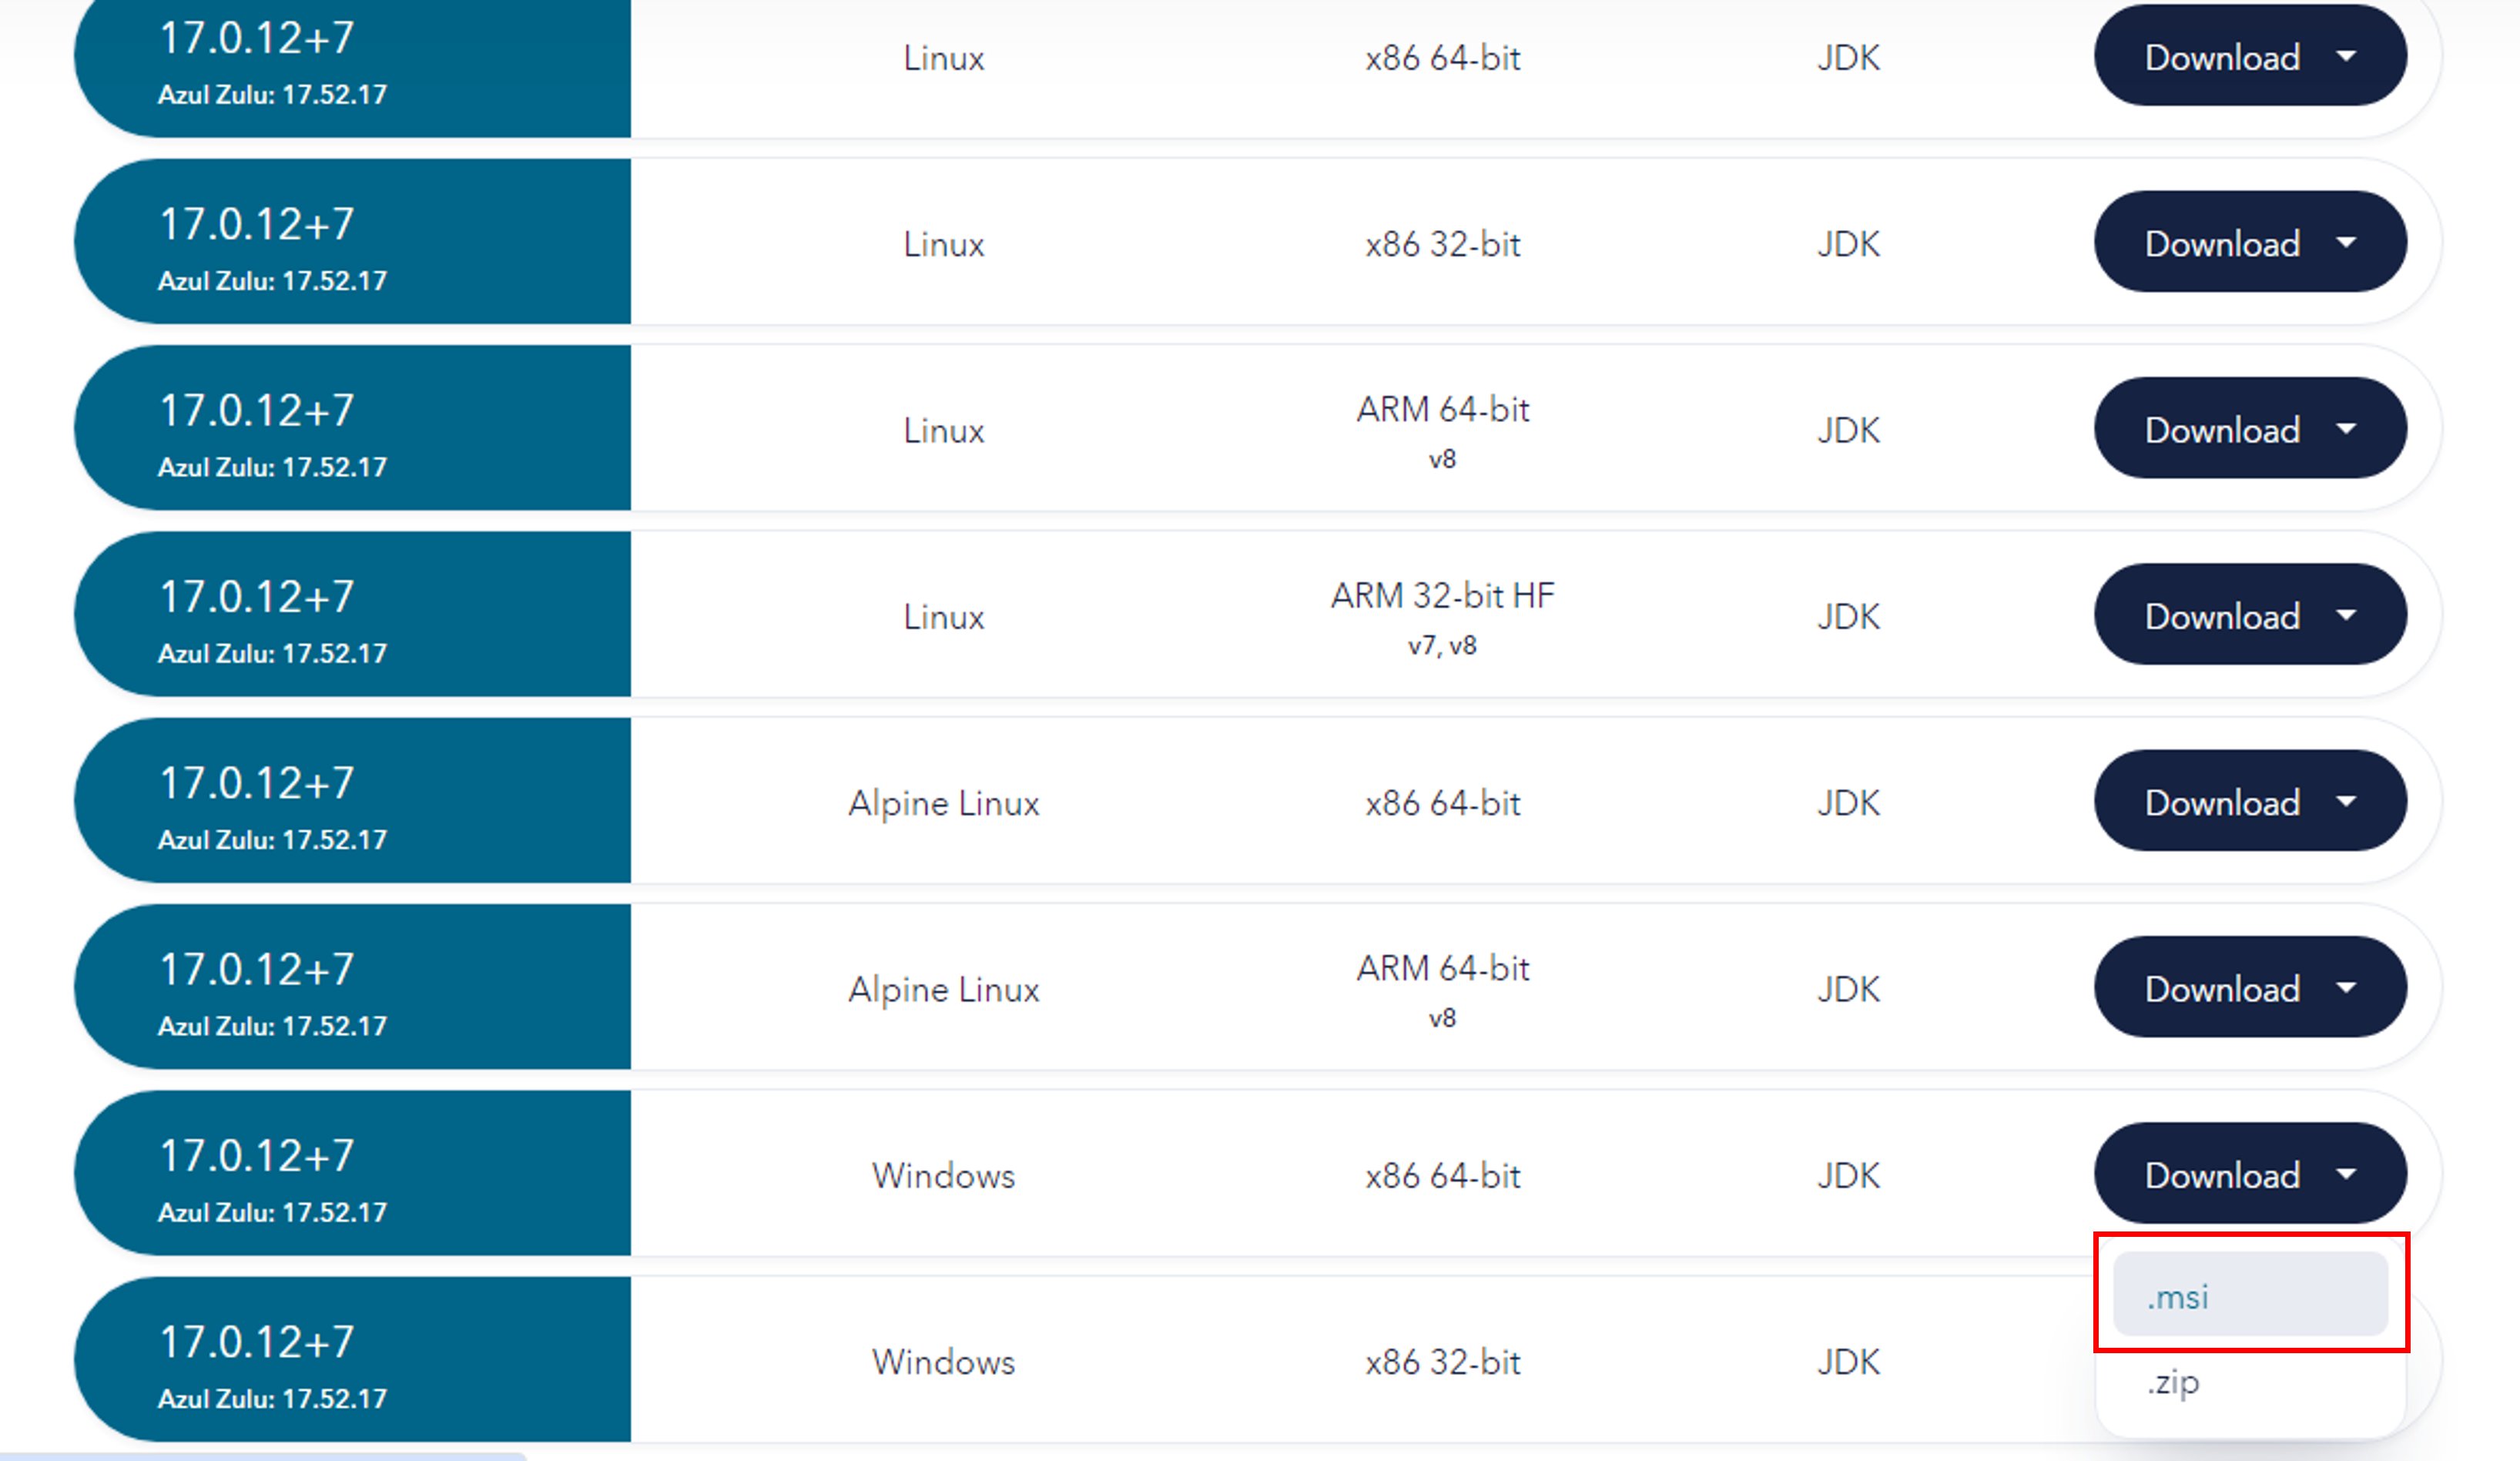 17.0.12+7
Azul Zulu: 17.52.17
Linux
x86 64-bit
JDK
Download
17.0.12+7
Azul Zulu: 17.52.17
Linux
x86 32-bit
JDK
Download
17.0.12+7
Azul Zulu: 17.52.17
Linux
ARM 64-bit
v8
JDK
Download
17.0.12+7
Azul Zulu: 17.52.17
Linux
ARM 32-bit HF
v7, v8
JDK
Download
17.0.12+7
Azul Zulu: 17.52.17
Alpine Linux
x86 64-bit
JDK
Download
17.0.12+7
Azul Zulu: 17.52.17
Alpine Linux
ARM 64-bit
v8
JDK
Download
17.0.12+7
Azul Zulu: 17.52.17
Windows
x86 64-bit
JDK
Download
.msi
.zip
17.0.12+7
Azul Zulu: 17.52.17
Windows
x86 32-bit
JDK